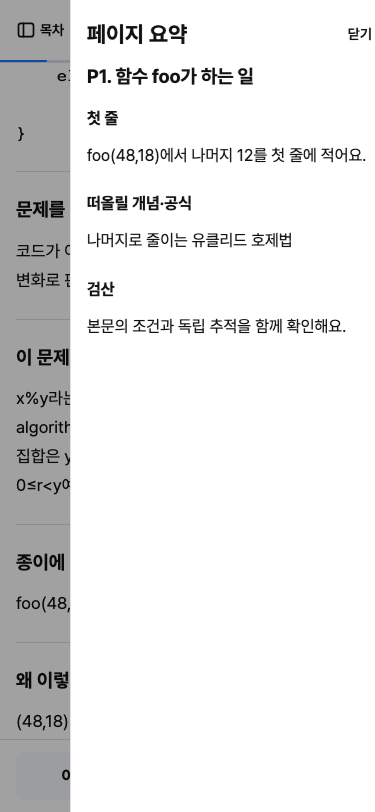 목차
페이지 요약
닫기
P1. 함수 foo가 하는 일
첫 줄
foo(48,18)에서 나머지 12를 첫 줄에 적어요.
떠올릴 개념·공식
나머지로 줄이는 유클리드 호제법
검산
본문의 조건과 독립 추적을 함께 확인해요.
}
문제를
코드가
변화로
이 문제
x%y라는
algorith
집합은 y
0≤r<y
종이에
foo(48,
왜 이렇
(48,18)